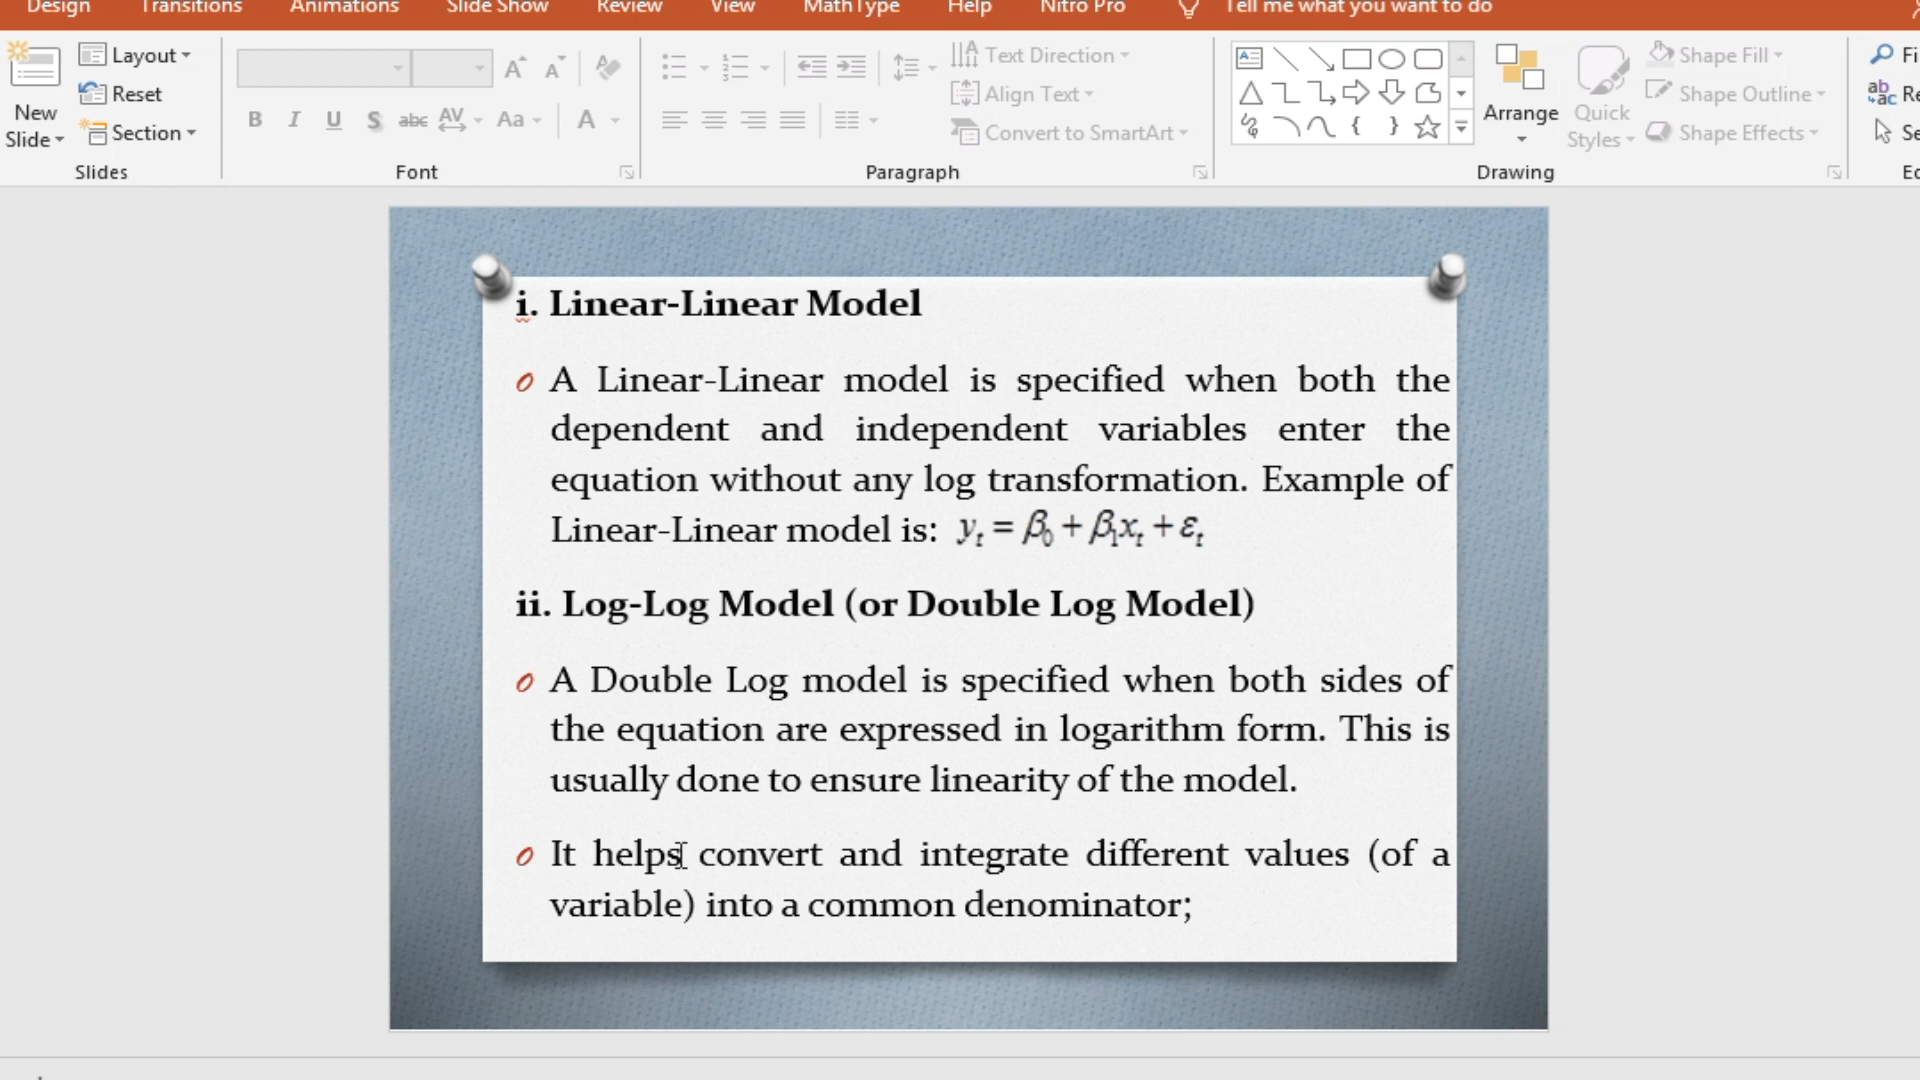 Design Transitions Animations Slide Show Review View MathType Help Nitro Pro Tell me what you want to do
Layout
Reset
Section
New
Slide
Slides
B I U S abc AV Aa A
Font
Text Direction
Align Text
Convert to SmartArt
Paragraph
Arrange
Quick
Styles
Shape Fill
Shape Outline
Shape Effects
Drawing
i. Linear-Linear Model
A Linear-Linear model is specified when both the
dependent and independent variables enter the
equation without any log transformation. Example of
Linear-Linear model is: yₜ = β₀ + β₁xₜ + εₜ
ii. Log-Log Model (or Double Log Model)
A Double Log model is specified when both sides of
the equation are expressed in logarithm form. This is
usually done to ensure linearity of the model.
It helps convert and integrate different values (of a
variable) into a common denominator;